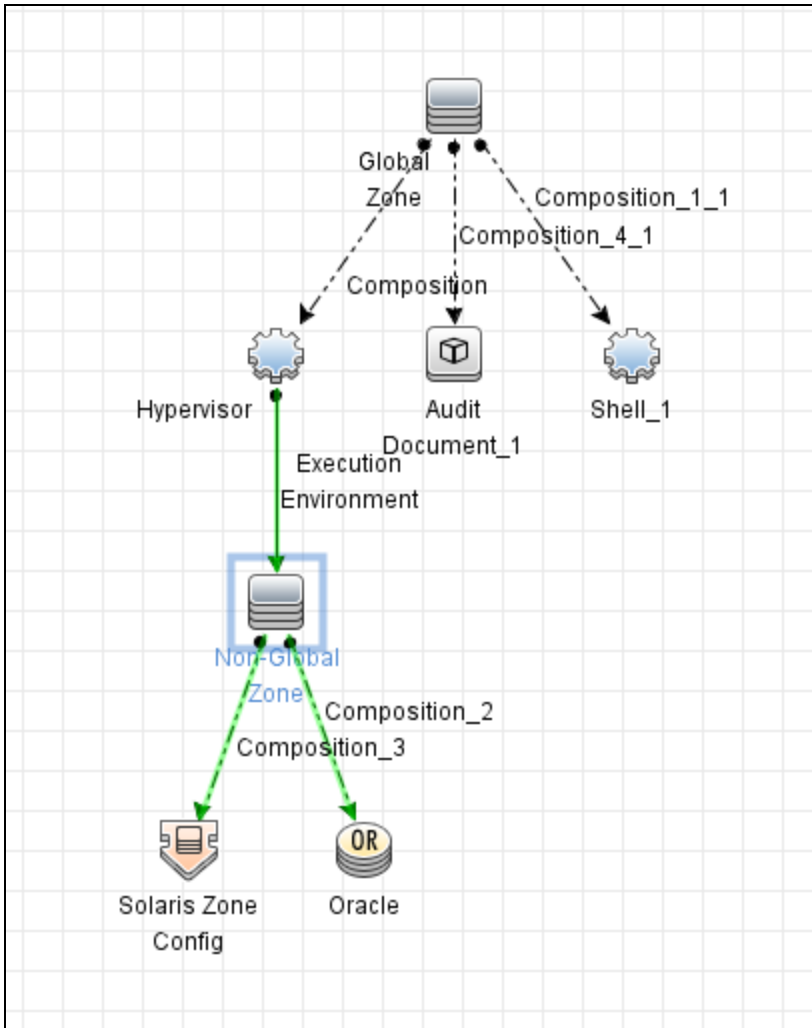 Global
Zone
Composition_1_1
Composition_4_1
Composition
Hypervisor
Audit
Document_1
Shell_1
Execution
Environment
Non-Global
Zone
Composition_2
Composition_3
OR
Solaris Zone
Config
Oracle